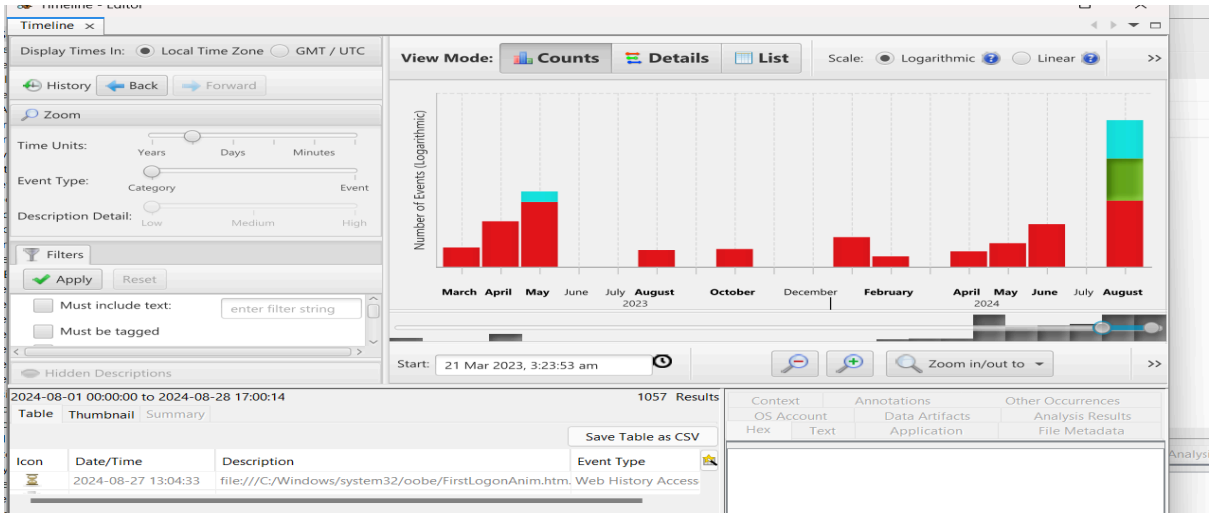 Timeline - Editor
Timeline
Display Times In: Local Time Zone GMT / UTC
History Back Forward
Zoom
Time Units:
Years Days Minutes
Event Type:
Category Event
Description Detail:
Low Medium High
Filters
Apply Reset
Must include text: enter filter string
Must be tagged
Hidden Descriptions
View Mode: Counts Details List Scale: Logarithmic Linear >>
Number of Events (Logarithmic)
March April May June July August October December February April May June July August
2023 2024
Start: 21 Mar 2023, 3:23:53 am Zoom in/out to >>
2024-08-01 00:00:00 to 2024-08-28 17:00:14 1057 Results
Table Thumbnail Summary
Save Table as CSV
Icon Date/Time Description Event Type
2024-08-27 13:04:33 file:///C:/Windows/system32/oobe/FirstLogonAnim.htm. Web History Access
Context Annotations Other Occurrences
OS Account Data Artifacts Analysis Results
Hex Text Application File Metadata
Analysi